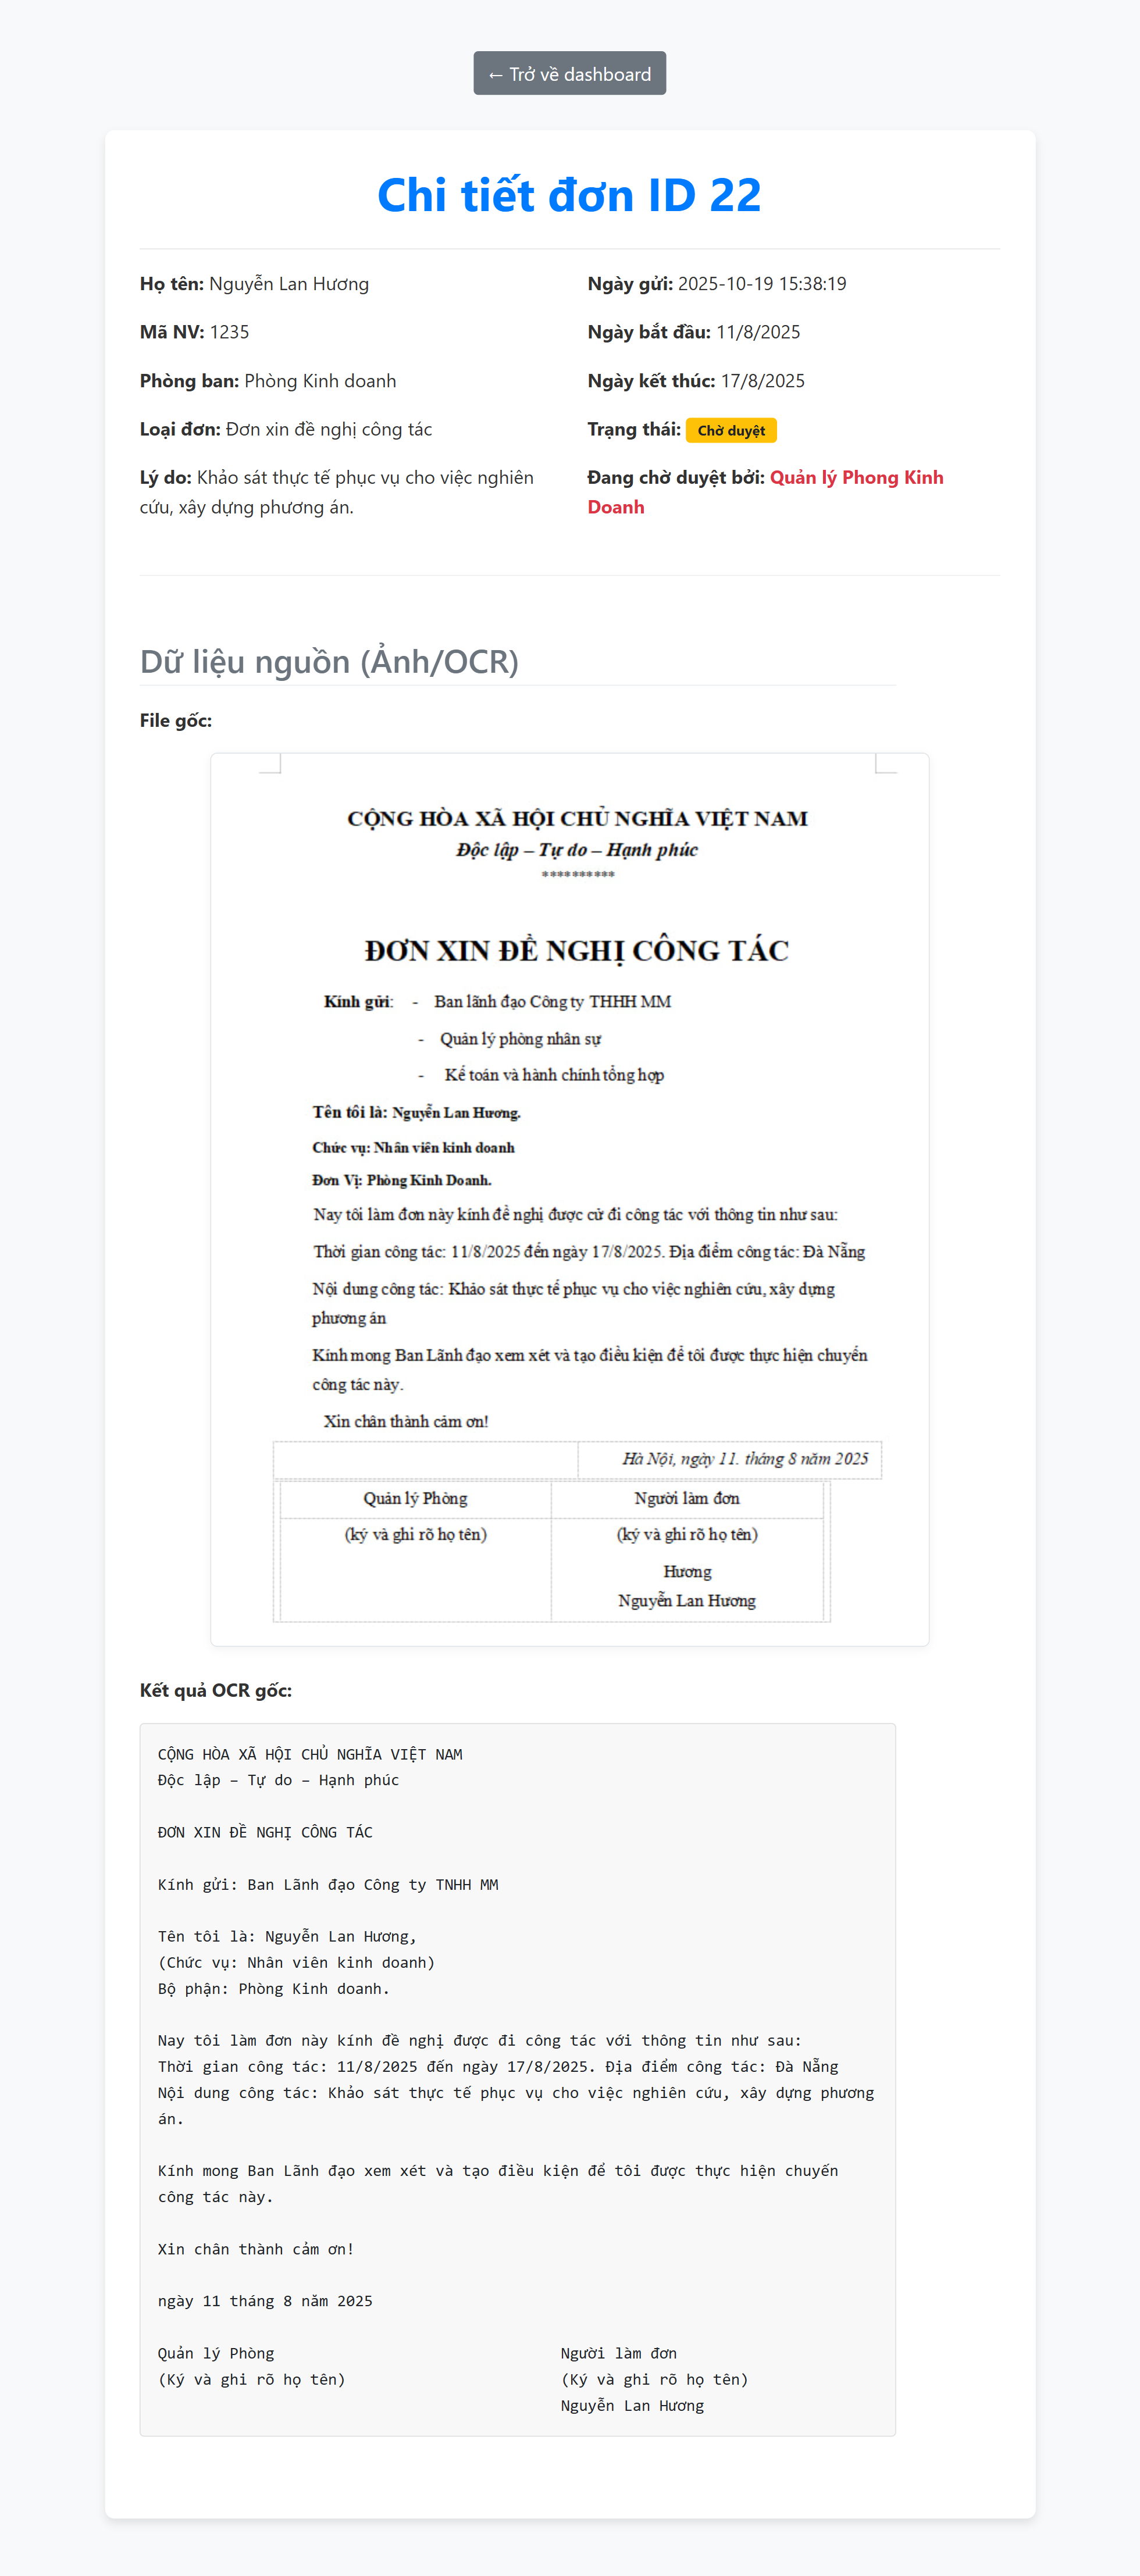 ← Trở về dashboard
Chi tiết đơn ID 22
Họ tên: Nguyễn Lan Hương
Mã NV: 1235
Phòng ban: Phòng Kinh doanh
Loại đơn: Đơn xin đề nghị công tác
Lý do: Khảo sát thực tế phục vụ cho việc nghiên
cứu, xây dựng phương án.
Ngày gửi: 2025-10-19 15:38:19
Ngày bắt đầu: 11/8/2025
Ngày kết thúc: 17/8/2025
Trạng thái: Chờ duyệt
Đang chờ duyệt bởi: Quản lý Phong Kinh
Doanh
Dữ liệu nguồn (Ảnh/OCR)
File gốc:
CỘNG HÒA XÃ HỘI CHỦ NGHĨA VIỆT NAM
Độc lập – Tự do – Hạnh phúc
**********
ĐƠN XIN ĐỀ NGHỊ CÔNG TÁC
Kính gửi: - Ban lãnh đạo Công ty THHH MM
- Quản lý phòng nhân sự
- Kế toán và hành chính tổng hợp
Tên tôi là: Nguyễn Lan Hương.
Chức vụ: Nhân viên kinh doanh
Đơn Vị: Phòng Kinh Doanh.
Nay tôi làm đơn này kính đề nghị được cử đi công tác với thông tin như sau:
Thời gian công tác: 11/8/2025 đến ngày 17/8/2025. Địa điểm công tác: Đà Nẵng
Nội dung công tác: Khảo sát thực tế phục vụ cho việc nghiên cứu, xây dựng
phương án
Kính mong Ban Lãnh đạo xem xét và tạo điều kiện để tôi được thực hiện chuyến
công tác này.
Xin chân thành cảm ơn!
Hà Nội, ngày 11. tháng 8 năm 2025
Quản lý Phòng Người làm đơn
(ký và ghi rõ họ tên) (ký và ghi rõ họ tên)
Hương
Nguyễn Lan Hương
Kết quả OCR gốc:
CỘNG HÒA XÃ HỘI CHỦ NGHĨA VIỆT NAM
Độc lập – Tự do – Hạnh phúc
ĐƠN XIN ĐỀ NGHỊ CÔNG TÁC
Kính gửi: Ban Lãnh đạo Công ty TNHH MM
Tên tôi là: Nguyễn Lan Hương,
(Chức vụ: Nhân viên kinh doanh)
Bộ phận: Phòng Kinh doanh.
Nay tôi làm đơn này kính đề nghị được đi công tác với thông tin như sau:
Thời gian công tác: 11/8/2025 đến ngày 17/8/2025. Địa điểm công tác: Đà Nẵng
Nội dung công tác: Khảo sát thực tế phục vụ cho việc nghiên cứu, xây dựng phương
án.
Kính mong Ban Lãnh đạo xem xét và tạo điều kiện để tôi được thực hiện chuyến
công tác này.
Xin chân thành cảm ơn!
ngày 11 tháng 8 năm 2025
Quản lý Phòng Người làm đơn
(Ký và ghi rõ họ tên) (Ký và ghi rõ họ tên)
Nguyễn Lan Hương